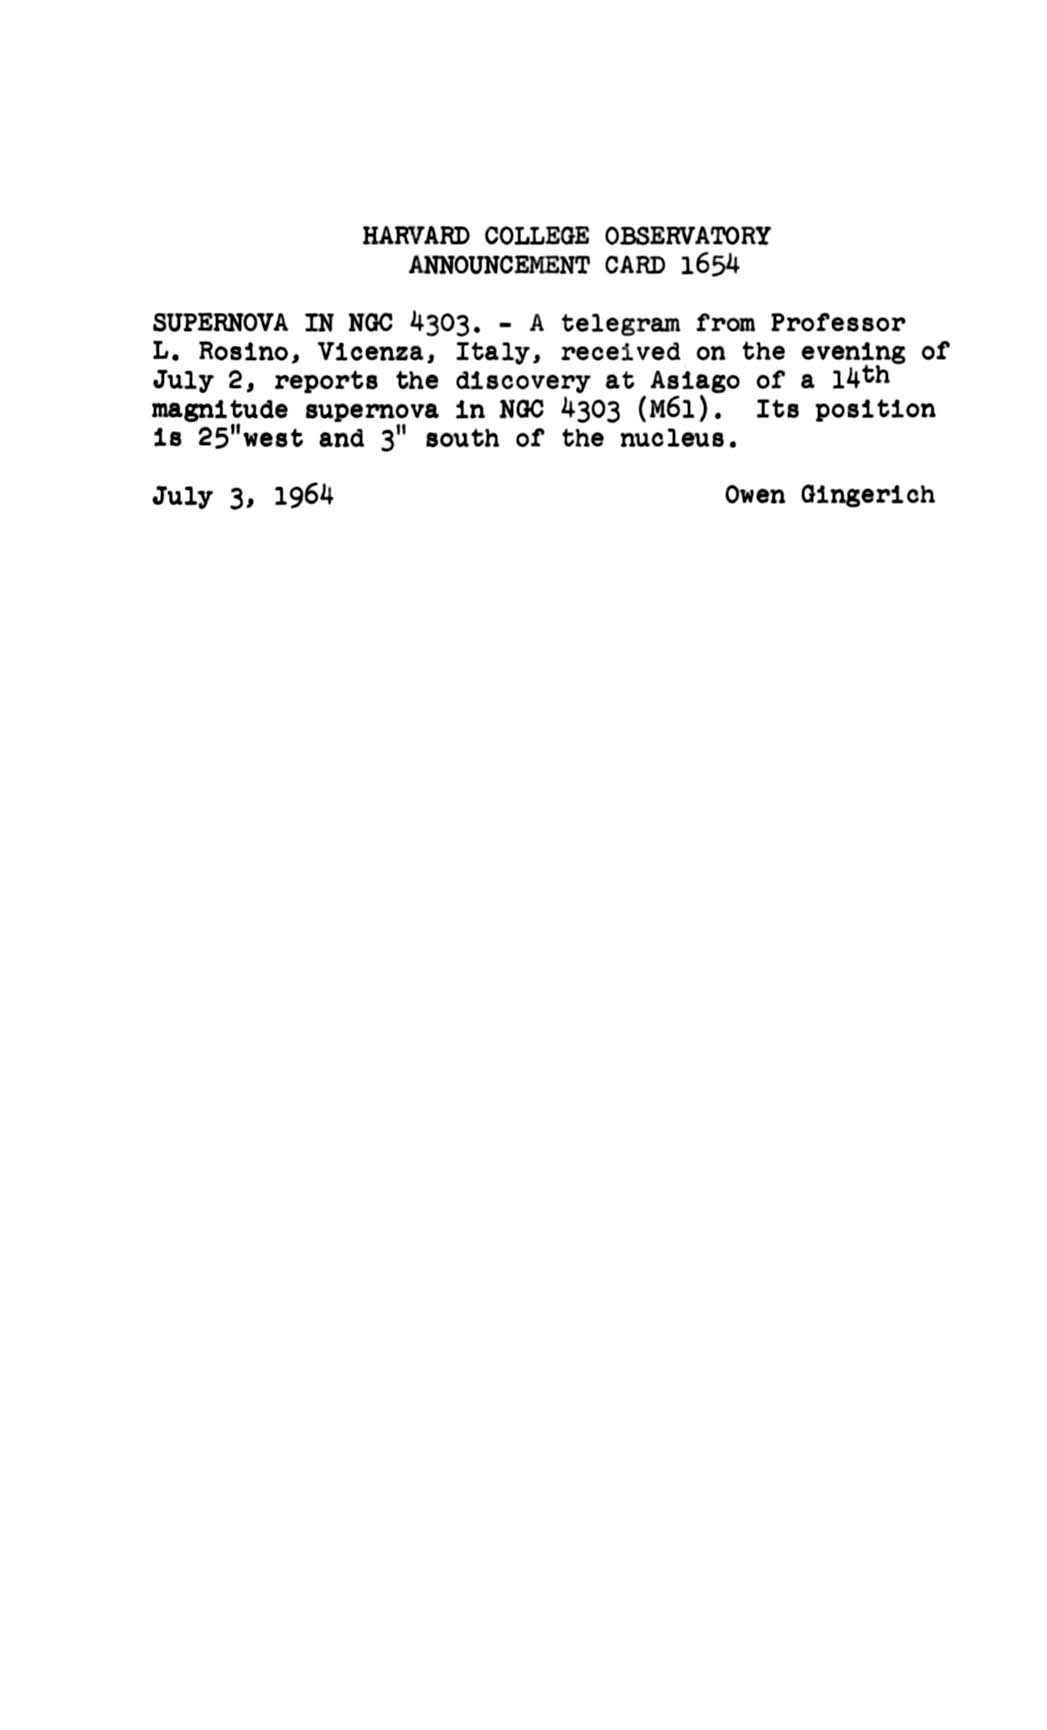 HARVARD COLLEGE OBSERVATORY
ANNOUNCEMENT CARD 1654
SUPERNOVA IN NGC 4303. - A telegram from Professor
L. Rosino, Vicenza, Italy, received on the evening of
July 2, reports the discovery at Asiago of a 14th
magnitude supernova in NGC 4303 (M61). Its position
is 25"west and 3" south of the nucleus.
July 3, 1964 Owen Gingerich